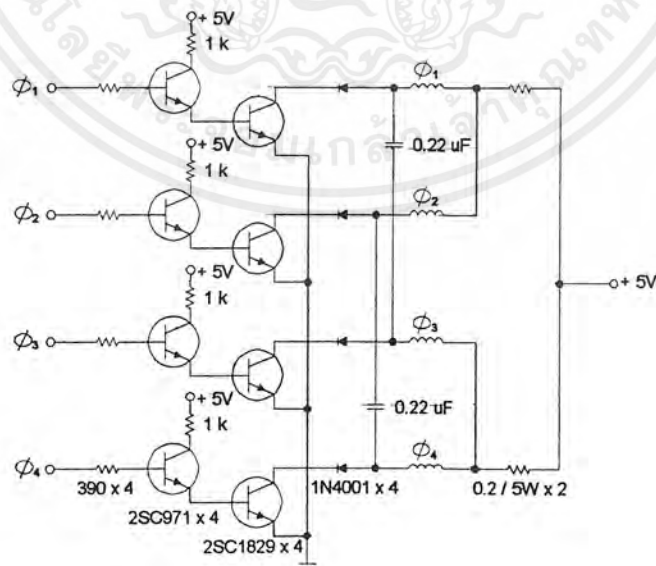 + 5V
1 k
ϕ₁
ϕ₁
0.22 uF
+ 5V
1 k
ϕ₂
ϕ₂
+ 5V
+ 5V
1 k
ϕ₃
ϕ₃
0.22 uF
+ 5V
1 k
ϕ₄
ϕ₄
390 x 4
1N4001 x 4
0.2 / 5W x 2
2SC971 x 4
2SC1829 x 4